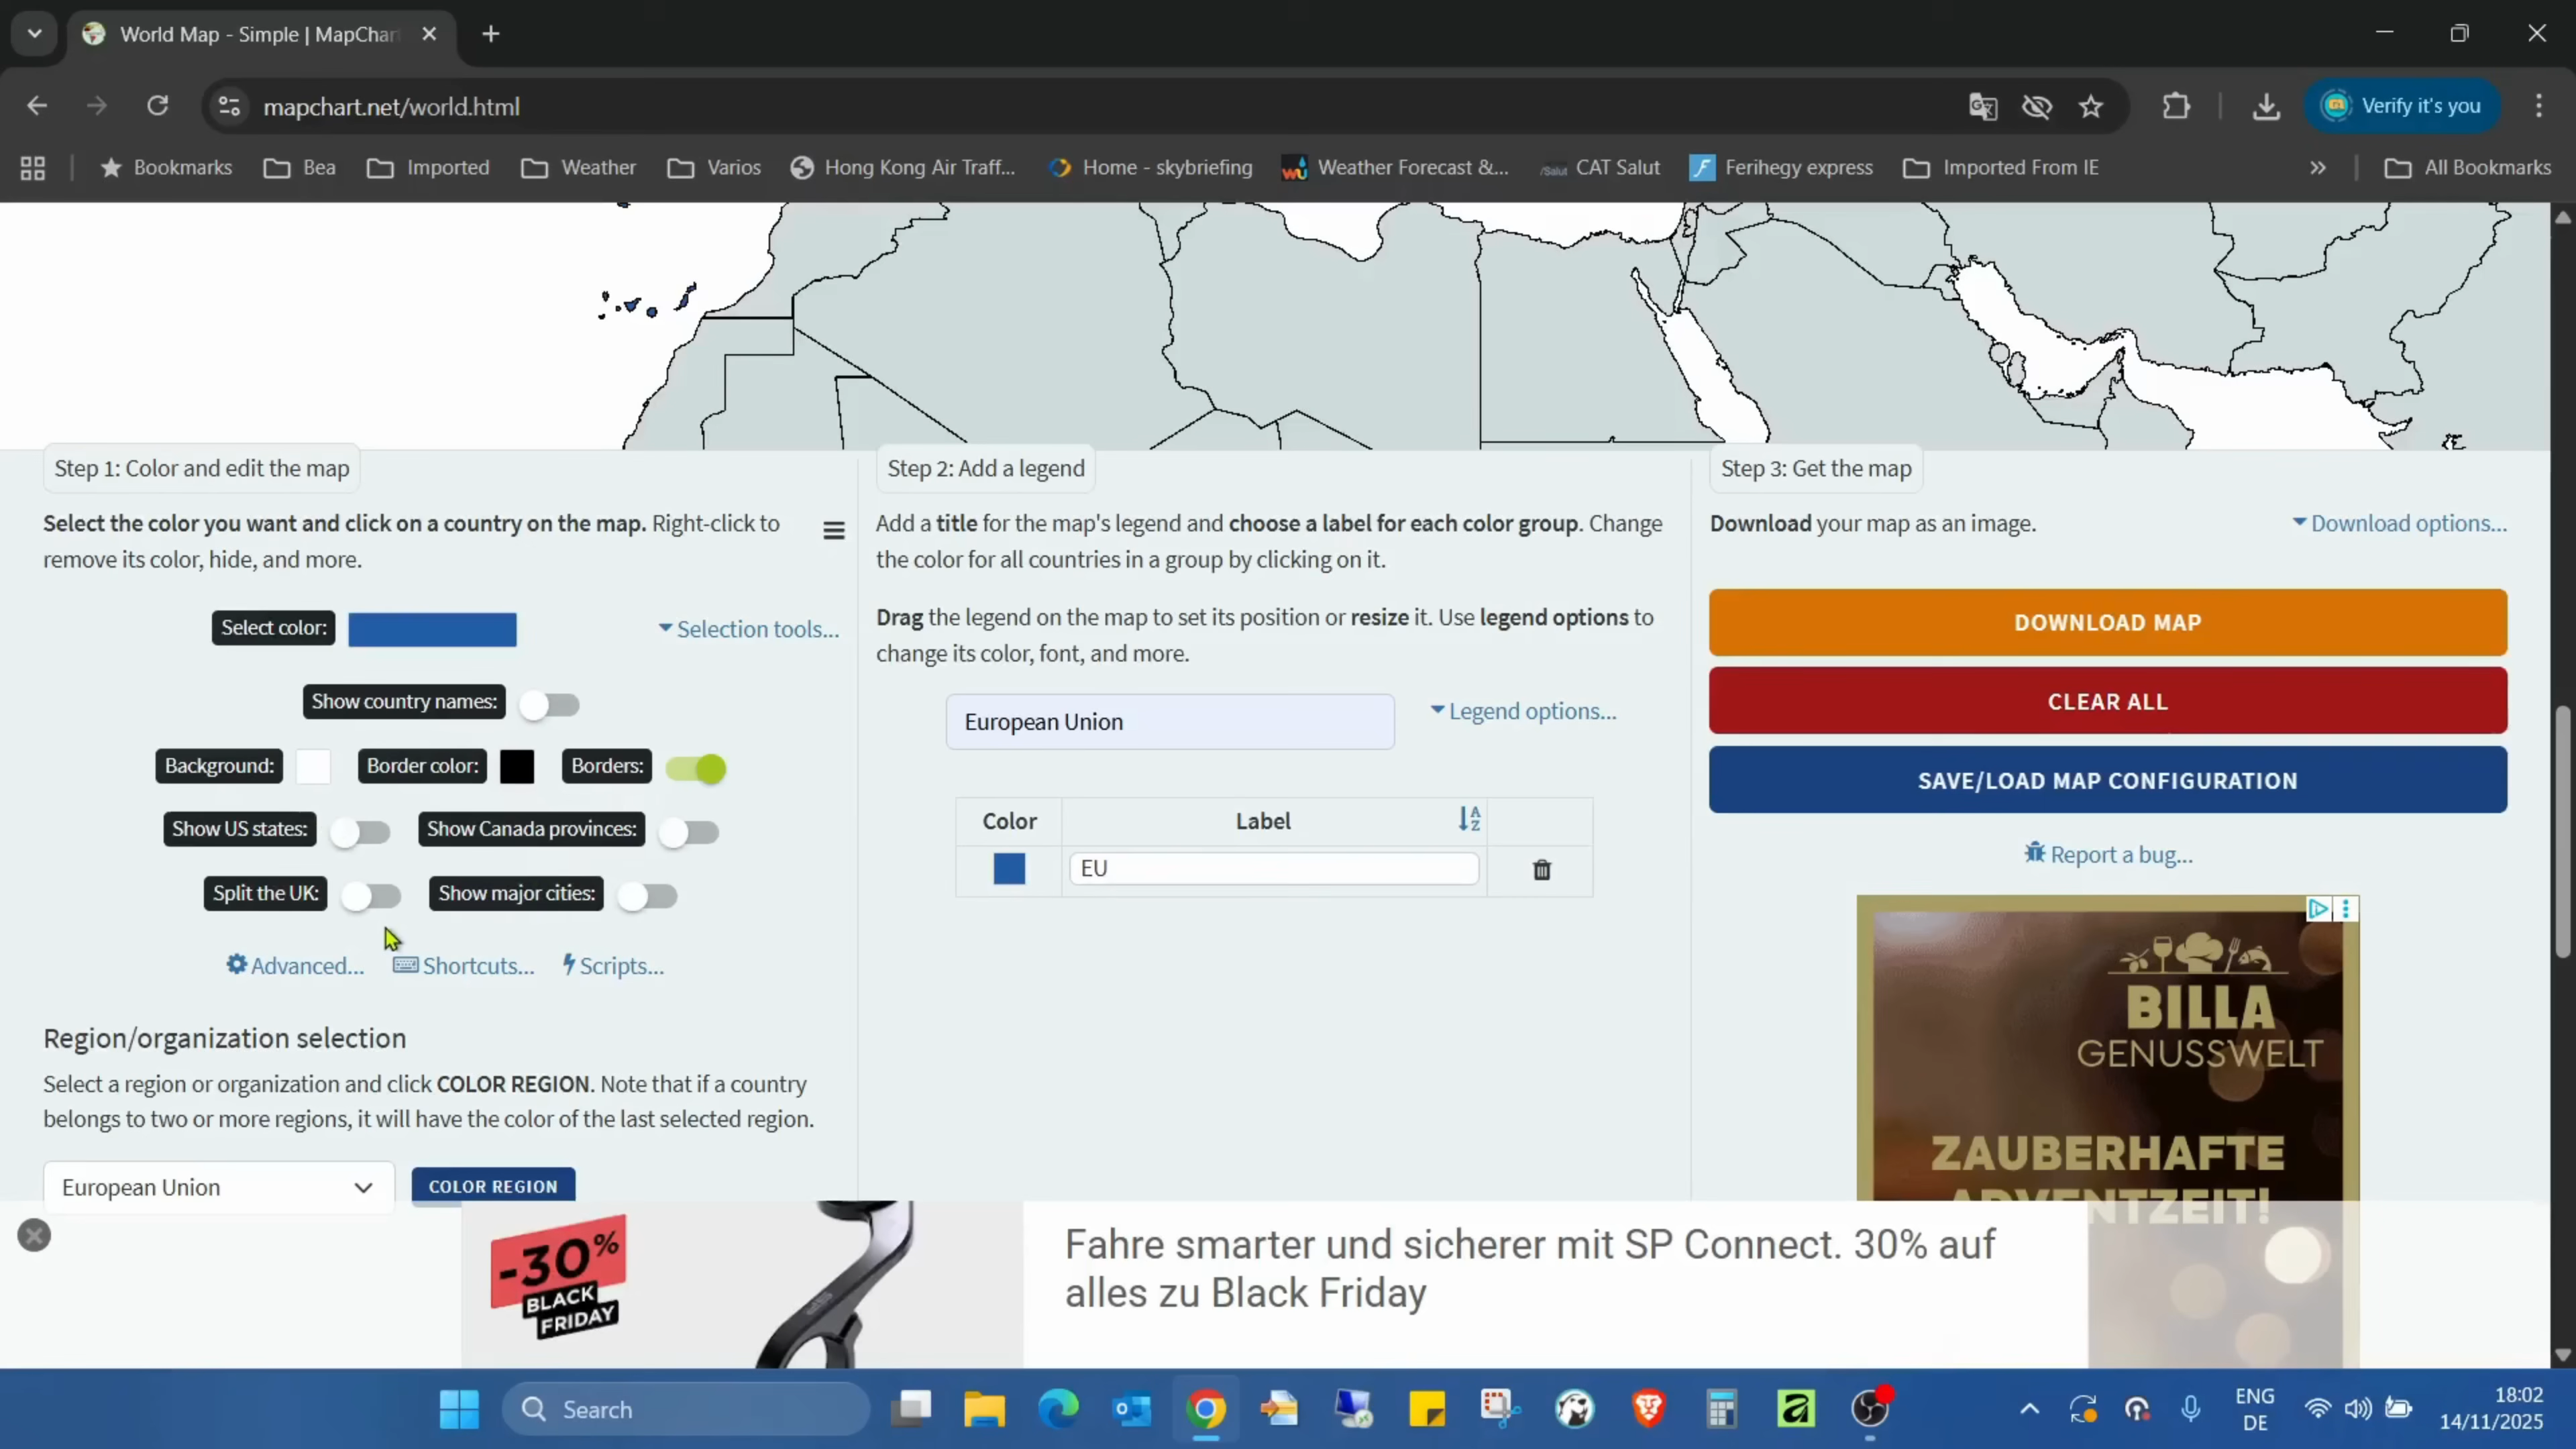 World Map - Simple | MapChar
mapchart.net/world.html
Verify it's you
Bookmarks
Bea
Imported
Weather
Varios
Hong Kong Air Traff...
Home - skybriefing
Weather Forecast &...
CAT Salut
Ferihegy express
Imported From IE
All Bookmarks
Step 1: Color and edit the map
Select the color you want and click on a country on the map. Right-click to
remove its color, hide, and more.
Select color:
Selection tools...
Show country names:
Background:
Border color:
Borders:
Show US states:
Show Canada provinces:
Split the UK:
Show major cities:
Advanced...
Shortcuts...
Scripts...
Region/organization selection
Select a region or organization and click COLOR REGION. Note that if a country
belongs to two or more regions, it will have the color of the last selected region.
European Union
COLOR REGION
Step 2: Add a legend
Add a title for the map's legend and choose a label for each color group. Change
the color for all countries in a group by clicking on it.
Drag the legend on the map to set its position or resize it. Use legend options to
change its color, font, and more.
European Union
Legend options...
Color
Label
EU
Step 3: Get the map
Download your map as an image.
Download options...
DOWNLOAD MAP
CLEAR ALL
SAVE/LOAD MAP CONFIGURATION
Report a bug...
BILLA
GENUSSWELT
ZAUBERHAFTE
ADVENTZEIT!
-30%
BLACK
FRIDAY
Fahre smarter und sicherer mit SP Connect. 30% auf
alles zu Black Friday
Search
ENG
DE
18:02
14/11/2025